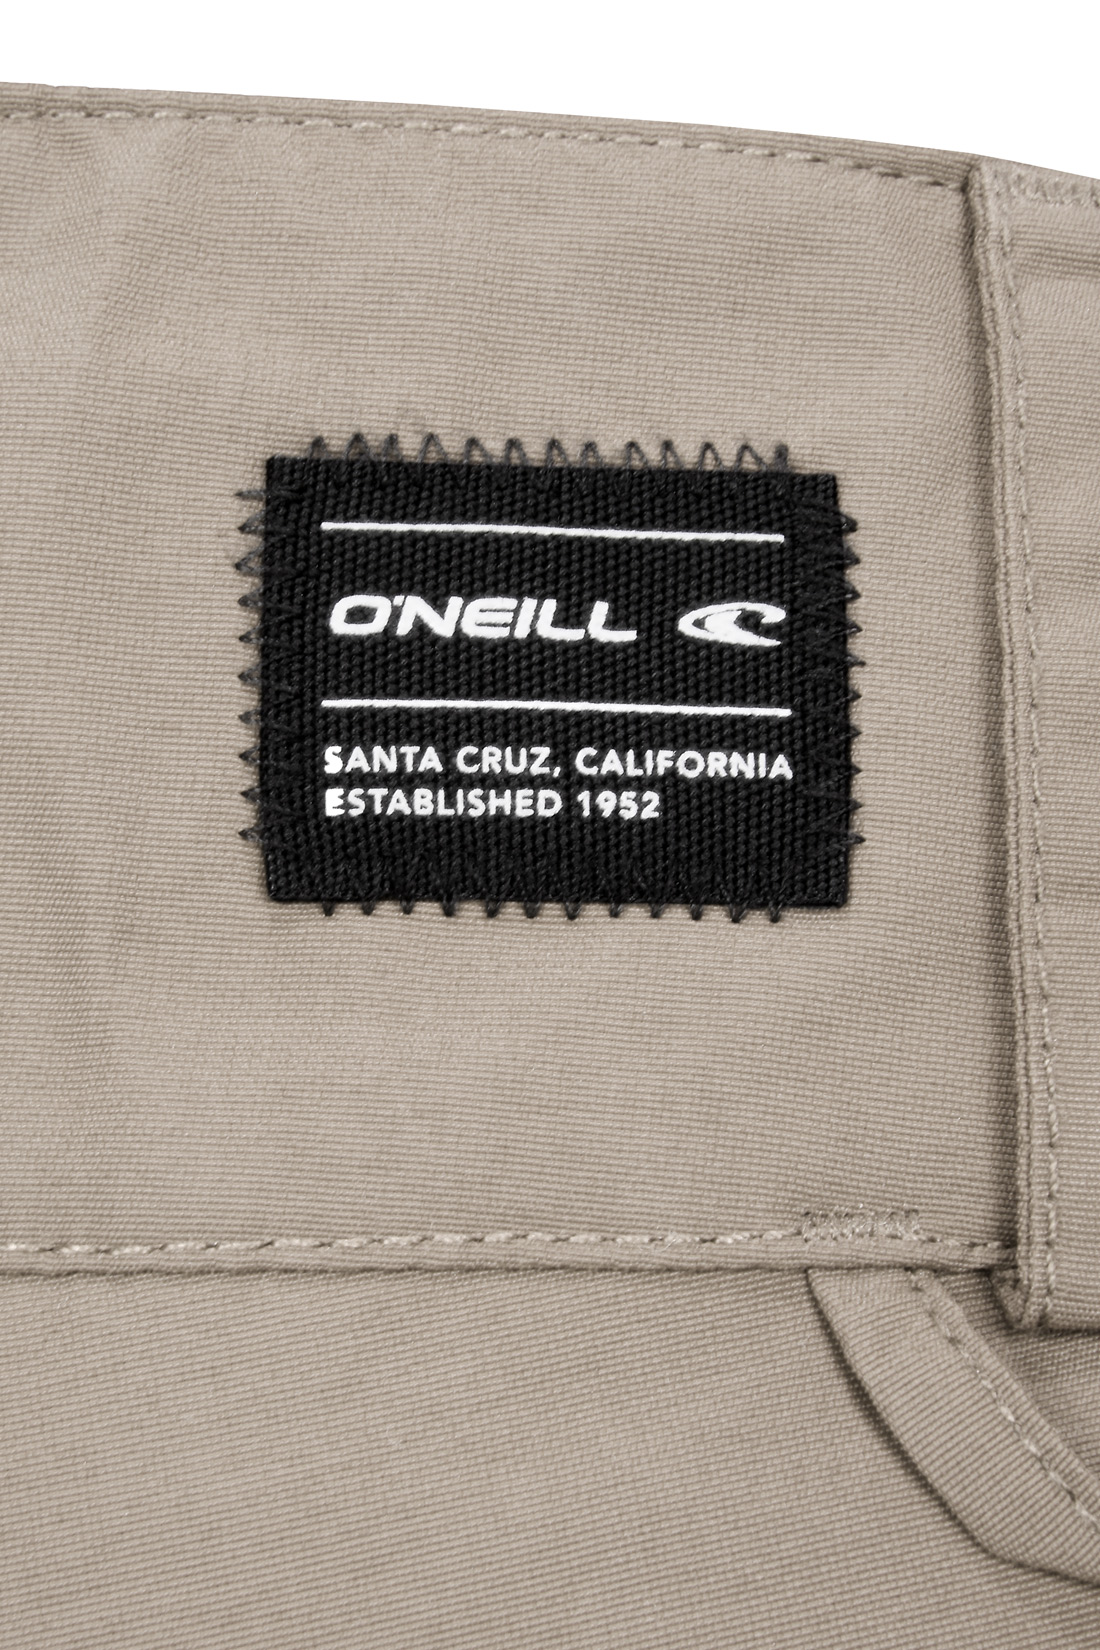 O'NEILL
SANTA CRUZ, CALIFORNIA
ESTABLISHED 1952